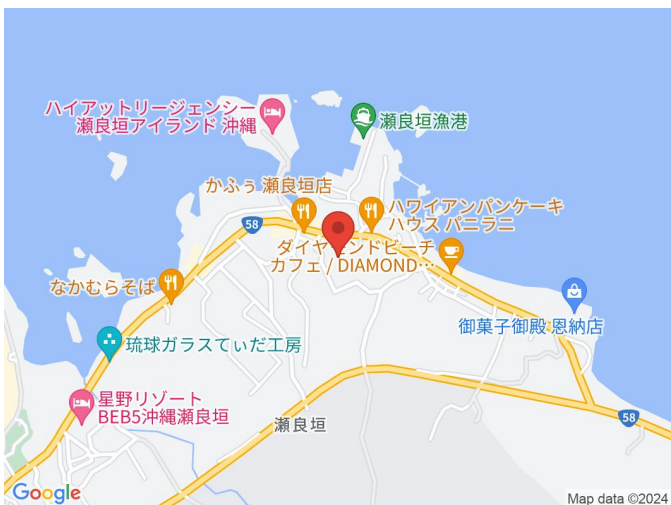 ハイアットリージェンシー
瀬良垣アイランド 沖縄
瀬良垣漁港
かふぅ 瀬良垣店
ハワイアンパンケーキ
ハウス パニラニ
58
ダイヤモンドビーチ
カフェ / DIAMOND…
なかむらそば
御菓子御殿 恩納店
琉球ガラスてぃだ工房
星野リゾート
BEB5沖縄瀬良垣
瀬良垣
58
Google
Map data ©2024